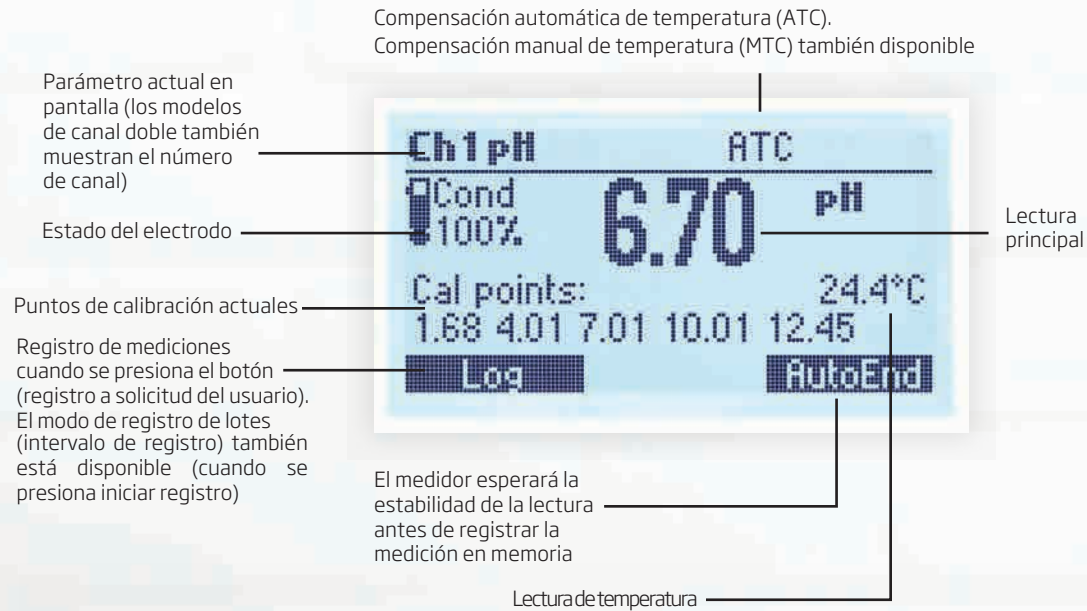 Compensación automática de temperatura (ATC).
Compensación manual de temperatura (MTC) también disponible
Parámetro actual en
pantalla (los modelos
de canal doble también
muestran el número
de canal)
Estado del electrodo
Puntos de calibración actuales
Registro de mediciones
cuando se presiona el botón
(registro a solicitud del usuario).
El modo de registro de lotes
(intervalo de registro) también
está disponible (cuando se
presiona iniciar registro)
Ch1pH ATC
Cond 6.70 pH
100%
Cal points: 24.4°C
1.68 4.01 7.01 10.01 12.45
Log AutoEnd
Lectura
principal
El medidor esperará la
estabilidad de la lectura
antes de registrar la
medición en memoria
Lectura de temperatura